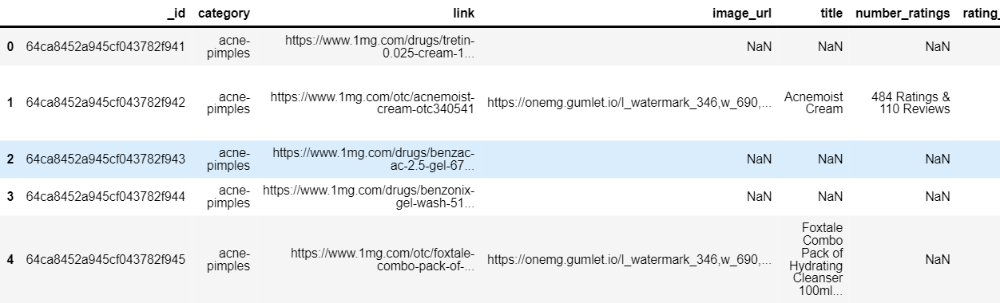 _id category link image_url title number_ratings rating_
0 64ca8452a945cf043782f941 acne-
pimples https://www.1mg.com/drugs/tretin-
0.025-cream-1... NaN NaN NaN
1 64ca8452a945cf043782f942 acne-
pimples https://www.1mg.com/otc/acnemoist-
cream-otc340541 https://onemg.gumlet.io/l_watermark_346,w_690,... Acnemoist
Cream 484 Ratings &
110 Reviews
2 64ca8452a945cf043782f943 acne-
pimples https://www.1mg.com/drugs/benzac-
ac-2.5-gel-67... NaN NaN NaN
3 64ca8452a945cf043782f944 acne-
pimples https://www.1mg.com/drugs/benzonix-
gel-wash-51... NaN NaN NaN
4 64ca8452a945cf043782f945 acne-
pimples https://www.1mg.com/otc/foxtale-
combo-pack-of-... https://onemg.gumlet.io/l_watermark_346,w_690,... Foxtale
Combo
Pack of
Hydrating
Cleanser
100ml... NaN